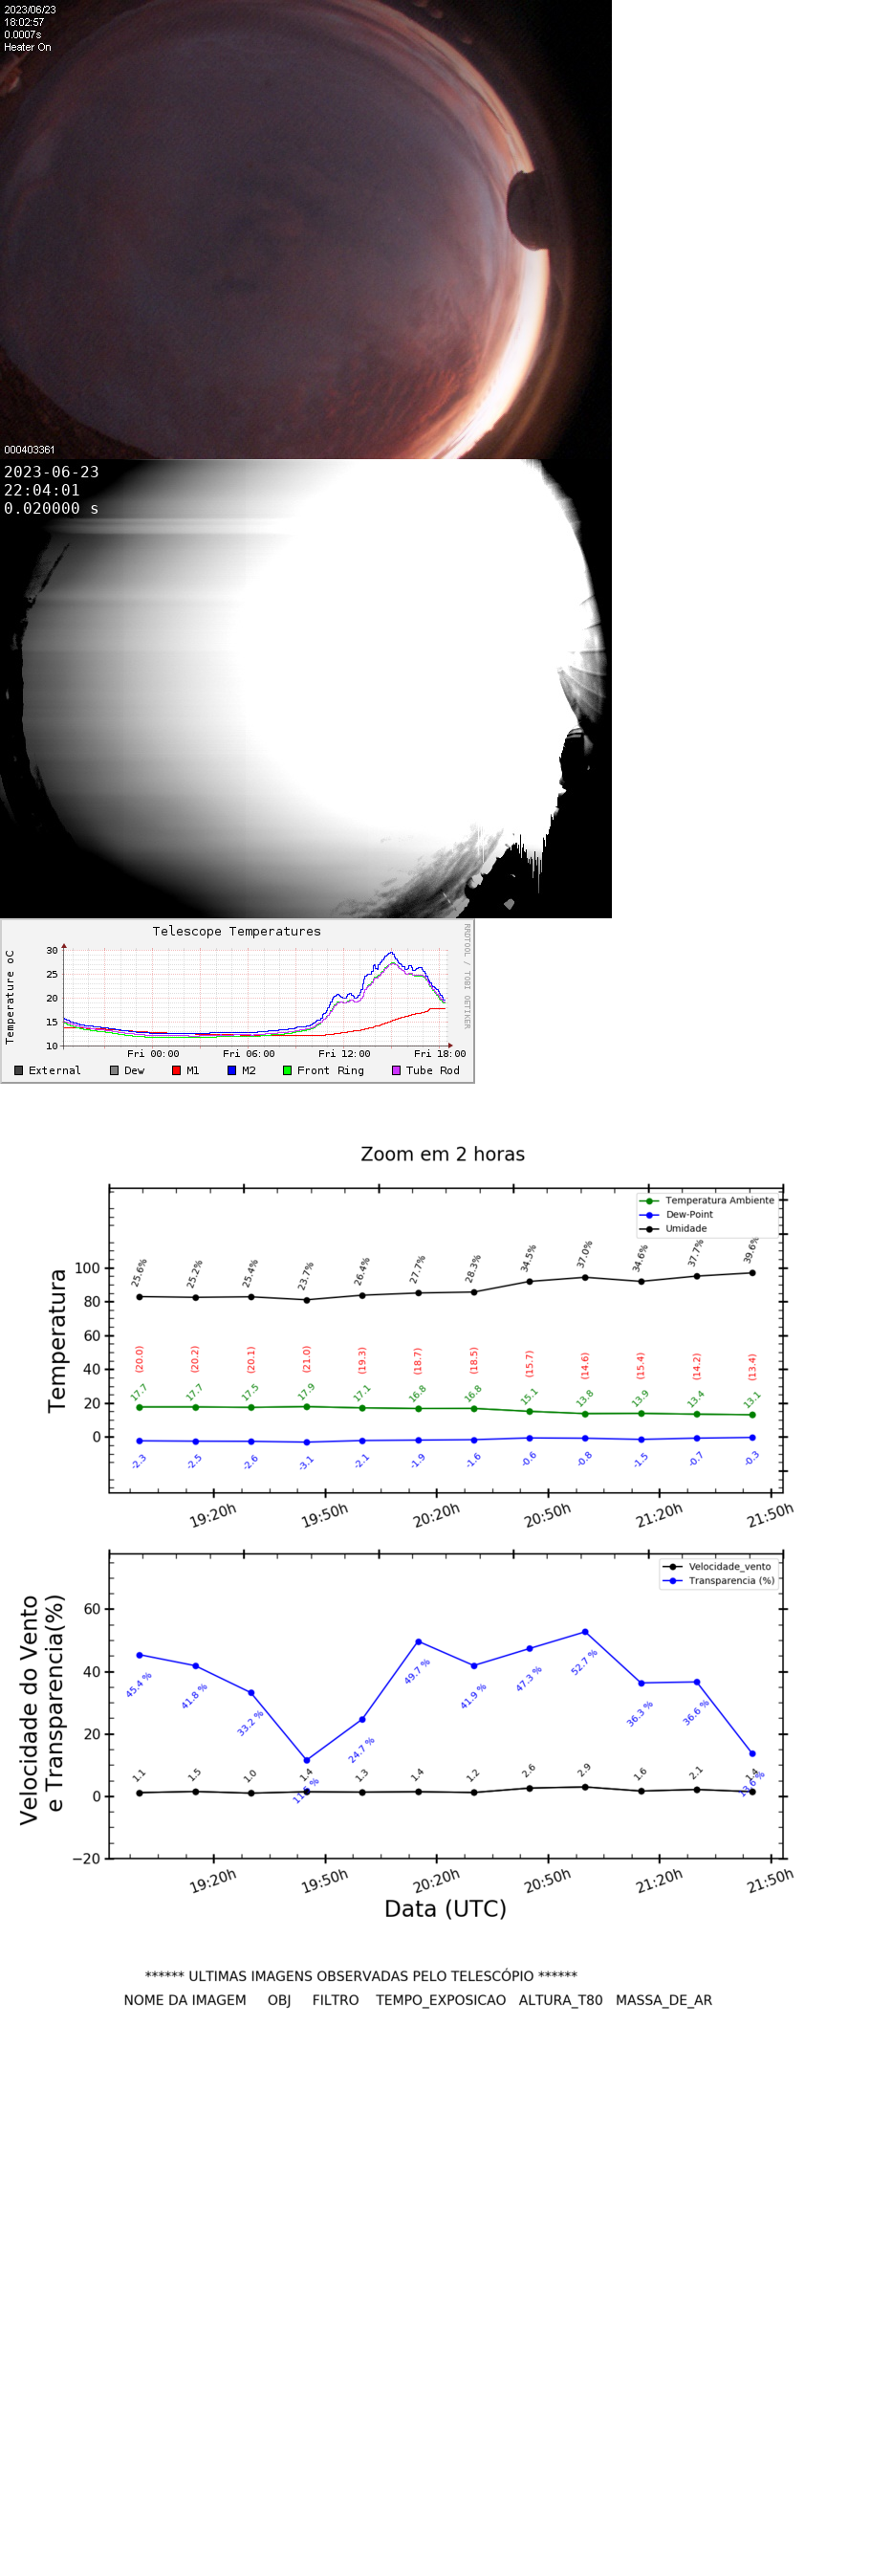 2023/06/23
18:02:57
0.0007s
Heater On
000403361
2023-06-23
22:04:01
0.020000 s
Telescope Temperatures
RRDTOOL / TOBI OETIKER
Temperature oC
30
25
20
15
10
Fri 00:00 Fri 06:00 Fri 12:00 Fri 18:00
External Dew M1 M2 Front Ring Tube Rod
Zoom em 2 horas
Temperatura Ambiente
Dew-Point
Umidade
Temperatura
100
80
60
40
20
0
25.6% 25.2% 25.4% 23.7% 26.4% 27.7% 28.3% 34.5% 37.0% 34.6% 37.7% 39.6%
(20.0) (20.2) (20.1) (21.0) (19.3) (18.7) (18.5) (15.7) (14.6) (15.4) (14.2) (13.4)
17.7 17.7 17.5 17.9 17.1 16.8 16.8 15.1 13.8 13.9 13.4 13.1
-2.3 -2.5 -2.6 -3.1 -2.1 -1.9 -1.6 -0.6 -0.8 -1.5 -0.7 -0.3
19:20h 19:50h 20:20h 20:50h 21:20h 21:50h
Velocidade_vento
Transparencia (%)
Velocidade do Vento
e Transparencia(%)
60
40
20
0
−20
45.4 % 41.8 % 33.2 % 24.7 % 49.7 % 41.9 % 47.3 % 52.7 % 36.3 % 36.6 %
1.1 1.5 1.0 1.4 1.3 1.4 1.2 2.6 2.9 1.6 2.1 1.4
19:20h 19:50h 20:20h 20:50h 21:20h 21:50h
Data (UTC)
****** ULTIMAS IMAGENS OBSERVADAS PELO TELESCÓPIO ******
NOME DA IMAGEM OBJ FILTRO TEMPO_EXPOSICAO ALTURA_T80 MASSA_DE_AR